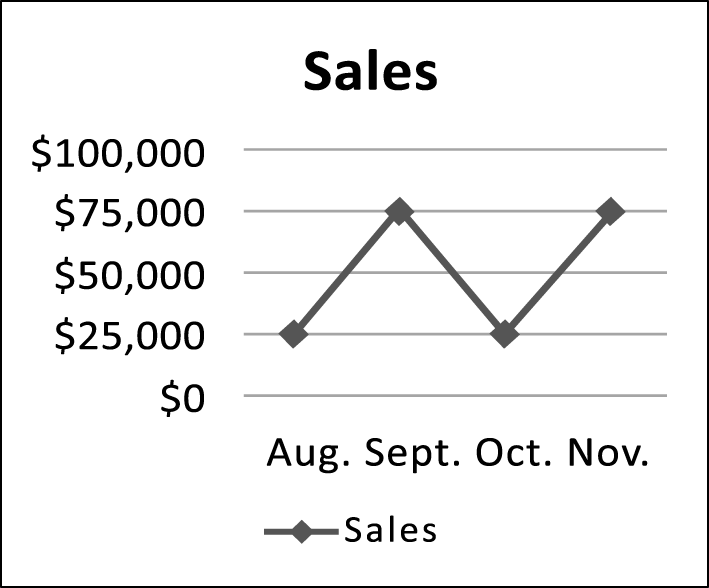 Sales
$100,000
$75,000
$50,000
$25,000
$0
Aug. Sept. Oct. Nov.
Sales